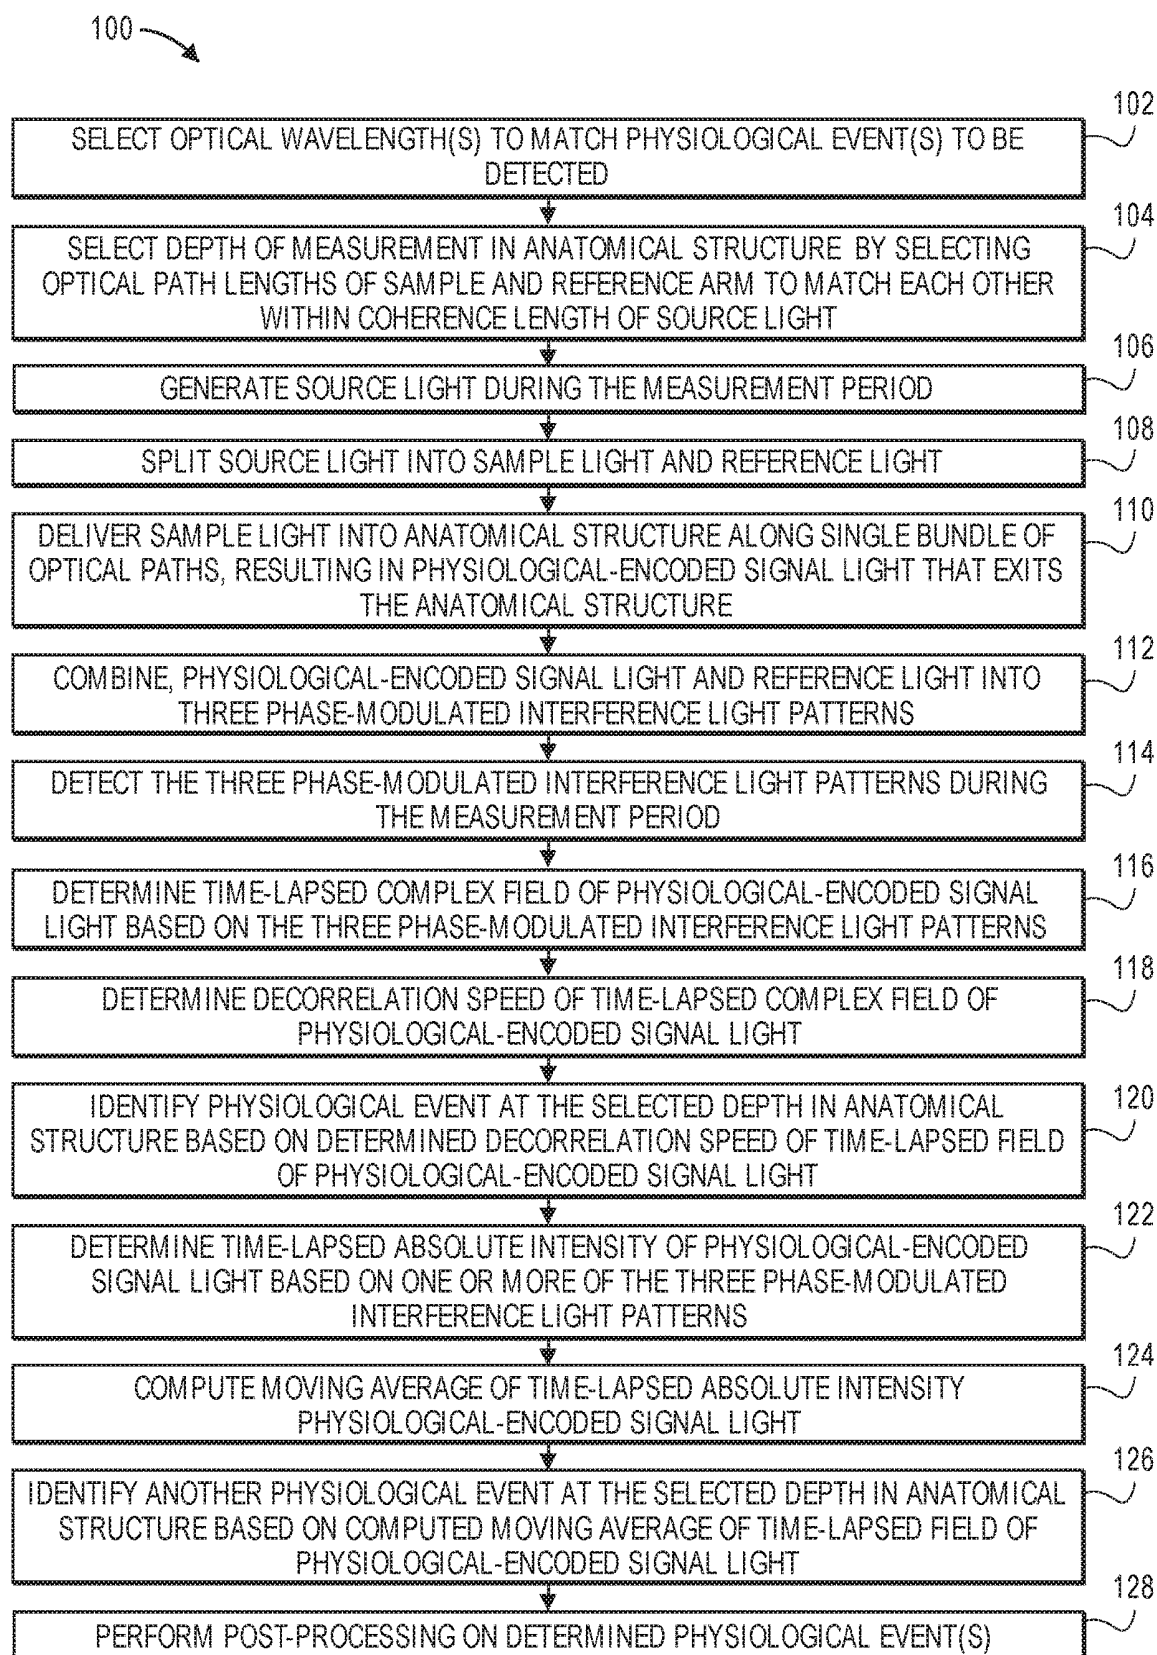 100
102
SELECT OPTICAL WAVELENGTH(S) TO MATCH PHYSIOLOGICAL EVENT(S) TO BE
DETECTED
104
SELECT DEPTH OF MEASUREMENT IN ANATOMICAL STRUCTURE BY SELECTING
OPTICAL PATH LENGTHS OF SAMPLE AND REFERENCE ARM TO MATCH EACH OTHER
WITHIN COHERENCE LENGTH OF SOURCE LIGHT
106
GENERATE SOURCE LIGHT DURING THE MEASUREMENT PERIOD
108
SPLIT SOURCE LIGHT INTO SAMPLE LIGHT AND REFERENCE LIGHT
110
DELIVER SAMPLE LIGHT INTO ANATOMICAL STRUCTURE ALONG SINGLE BUNDLE OF
OPTICAL PATHS, RESULTING IN PHYSIOLOGICAL-ENCODED SIGNAL LIGHT THAT EXITS
THE ANATOMICAL STRUCTURE
112
COMBINE, PHYSIOLOGICAL-ENCODED SIGNAL LIGHT AND REFERENCE LIGHT INTO
THREE PHASE-MODULATED INTERFERENCE LIGHT PATTERNS
114
DETECT THE THREE PHASE-MODULATED INTERFERENCE LIGHT PATTERNS DURING
THE MEASUREMENT PERIOD
116
DETERMINE TIME-LAPSED COMPLEX FIELD OF PHYSIOLOGICAL-ENCODED SIGNAL
LIGHT BASED ON THE THREE PHASE-MODULATED INTERFERENCE LIGHT PATTERNS
118
DETERMINE DECORRELATION SPEED OF TIME-LAPSED COMPLEX FIELD OF
PHYSIOLOGICAL-ENCODED SIGNAL LIGHT
120
IDENTIFY PHYSIOLOGICAL EVENT AT THE SELECTED DEPTH IN ANATOMICAL
STRUCTURE BASED ON DETERMINED DECORRELATION SPEED OF TIME-LAPSED FIELD
OF PHYSIOLOGICAL-ENCODED SIGNAL LIGHT
122
DETERMINE TIME-LAPSED ABSOLUTE INTENSITY OF PHYSIOLOGICAL-ENCODED
SIGNAL LIGHT BASED ON ONE OR MORE OF THE THREE PHASE-MODULATED
INTERFERENCE LIGHT PATTERNS
124
COMPUTE MOVING AVERAGE OF TIME-LAPSED ABSOLUTE INTENSITY
PHYSIOLOGICAL-ENCODED SIGNAL LIGHT
126
IDENTIFY ANOTHER PHYSIOLOGICAL EVENT AT THE SELECTED DEPTH IN ANATOMICAL
STRUCTURE BASED ON COMPUTED MOVING AVERAGE OF TIME-LAPSED FIELD OF
PHYSIOLOGICAL-ENCODED SIGNAL LIGHT
128
PERFORM POST-PROCESSING ON DETERMINED PHYSIOLOGICAL EVENT(S)